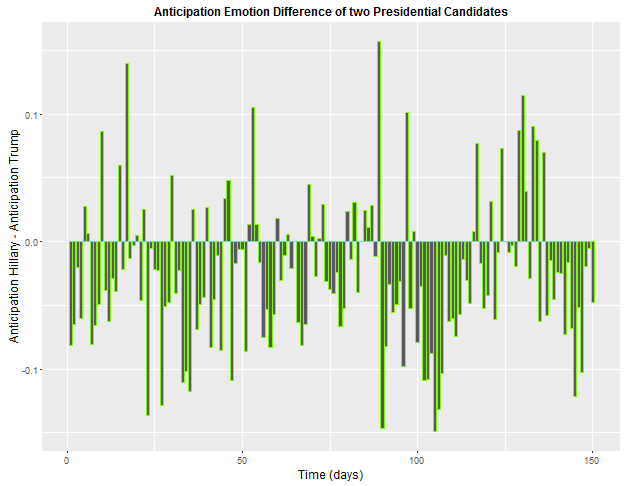 Anticipation Emotion Difference of two Presidential Candidates
Anticipation Hillary - Anticipation Trump
0.1
0.0
-0.1
0
50
100
150
Time (days)